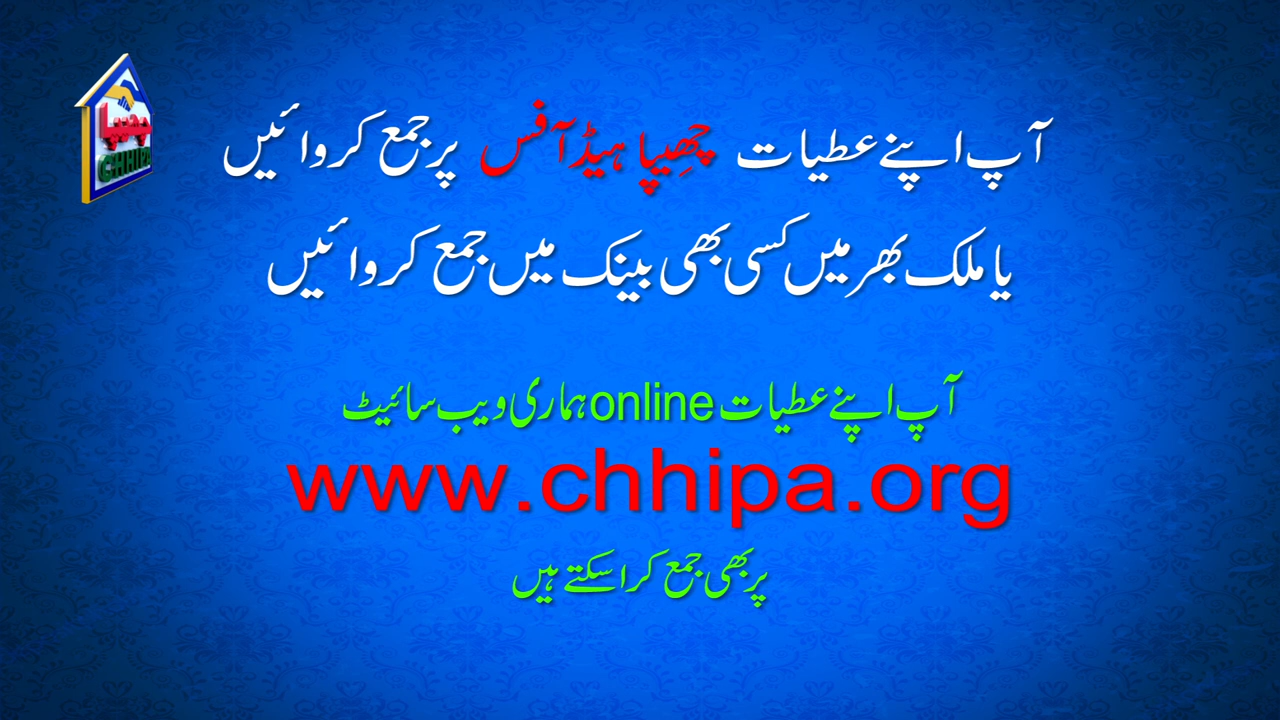 چھیپا
CHHIPA
آپ اپنے عطیات چھِیپا ہیڈ آفس پر جمع کروائیں
یا ملک بھر میں کسی بھی بینک میں جمع کروائیں
آپ اپنے عطیات online ہماری ویب سائیٹ
www.chhipa.org
پر بھی جمع کرا سکتے ہیں